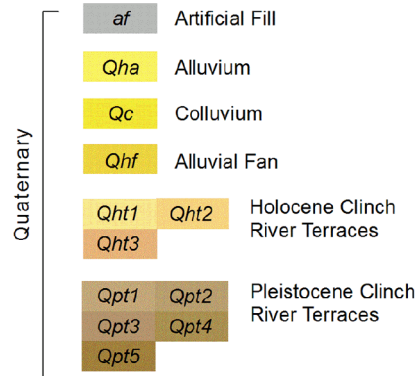 Quaternary
af Artificial Fill
Qha Alluvium
Qc Colluvium
Qhf Alluvial Fan
Qht1 Qht2 Holocene Clinch
Qht3 River Terraces
Qpt1 Qpt2 Pleistocene Clinch
Qpt3 Qpt4 River Terraces
Qpt5